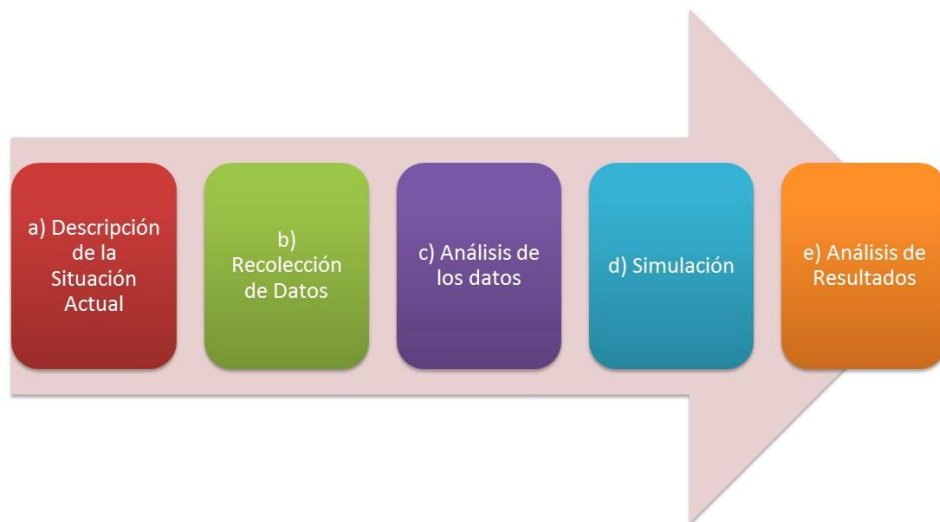 a) Descripción
de la
Situación
Actual
b)
Recolección
de Datos
c) Análisis de
los datos
d) Simulación
e) Análisis de
Resultados